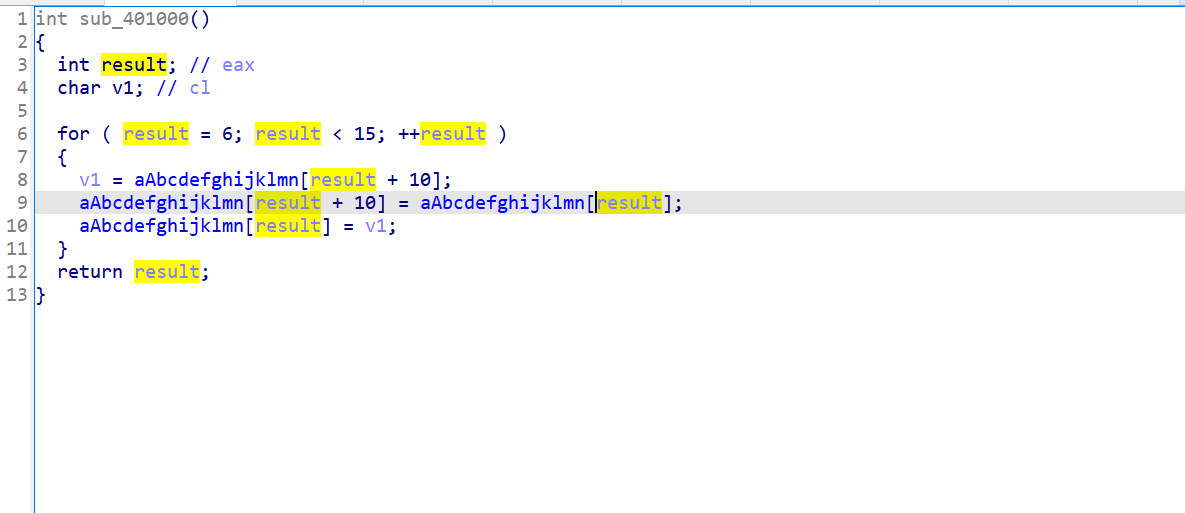 1 int sub_401000()
2 {
3   int result; // eax
4   char v1; // cl
5
6   for ( result = 6; result < 15; ++result )
7   {
8     v1 = aAbcdefghijklmn[result + 10];
9     aAbcdefghijklmn[result + 10] = aAbcdefghijklmn[result];
10     aAbcdefghijklmn[result] = v1;
11   }
12   return result;
13 }